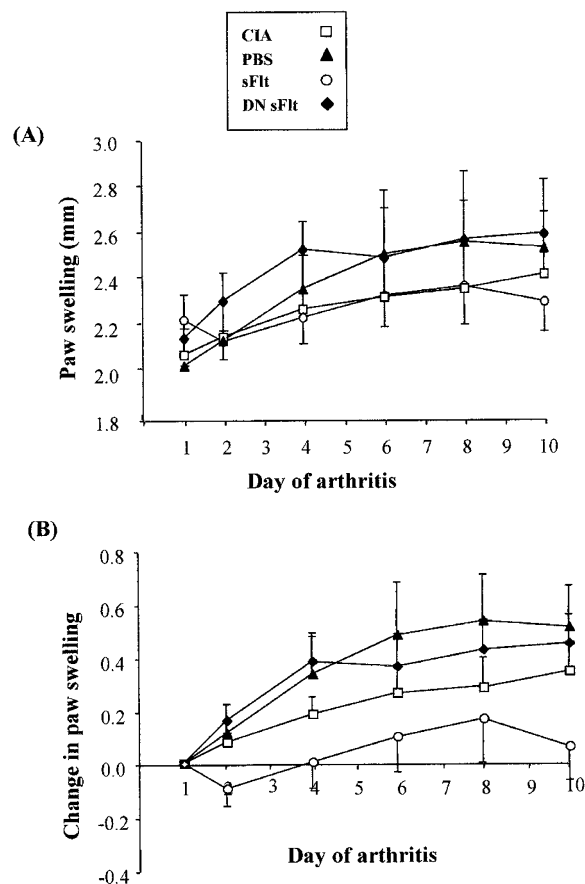 CIA
PBS
sFlt
DN sFlt
(A)
3.0
2.8
2.6
2.4
2.2
2.0
1.8
Paw swelling (mm)
1 2 3 4 5 6 7 8 9 10
Day of arthritis
(B)
0.8
0.6
0.4
0.2
0.0
-0.2
-0.4
Change in paw swelling
1 2 3 4 5 6 7 8 9 10
Day of arthritis